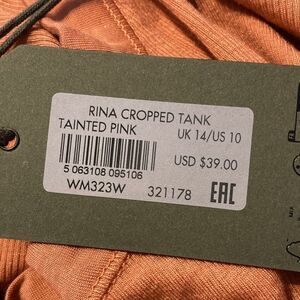 RINA CROPPED TANK
TAINTED PINK UK 14/US 10
USD $39.00
5 063108 095106
WM323W 321178 EAC